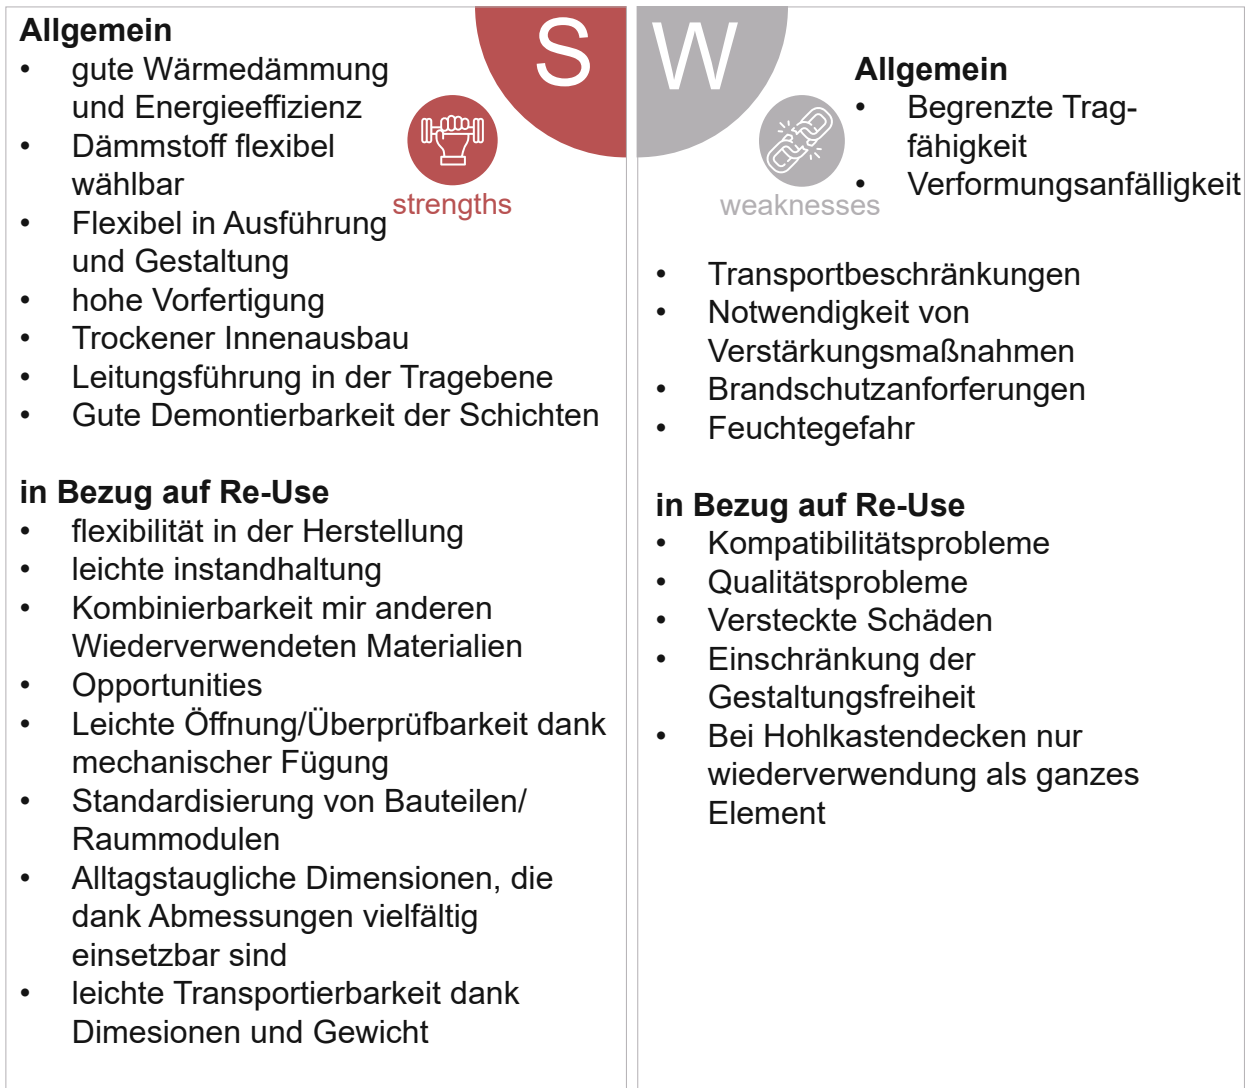 Allgemein
• gute Wärmedämmung
und Energieeffizienz
• Dämmstoff flexibel
wählbar
• Flexibel in Ausführung
und Gestaltung
• hohe Vorfertigung
• Trockener Innenausbau
• Leitungsführung in der Tragebene
• Gute Demontierbarkeit der Schichten
S
strengths
in Bezug auf Re-Use
• flexibilität in der Herstellung
• leichte instandhaltung
• Kombinierbarkeit mir anderen
Wiederverwendeten Materialien
• Opportunities
• Leichte Öffnung/Überprüfbarkeit dank
mechanischer Fügung
• Standardisierung von Bauteilen/
Raummodulen
• Alltagstaugliche Dimensionen, die
dank Abmessungen vielfältig
einsetzbar sind
• leichte Transportierbarkeit dank
Dimesionen und Gewicht
W
weaknesses
Allgemein
• Begrenzte Trag-
fähigkeit
• Verformungsanfälligkeit
• Transportbeschränkungen
• Notwendigkeit von
Verstärkungsmaßnahmen
• Brandschutzanforferungen
• Feuchtegefahr
in Bezug auf Re-Use
• Kompatibilitätsprobleme
• Qualitätsprobleme
• Versteckte Schäden
• Einschränkung der
Gestaltungsfreiheit
• Bei Hohlkastendecken nur
wiederverwendung als ganzes
Element